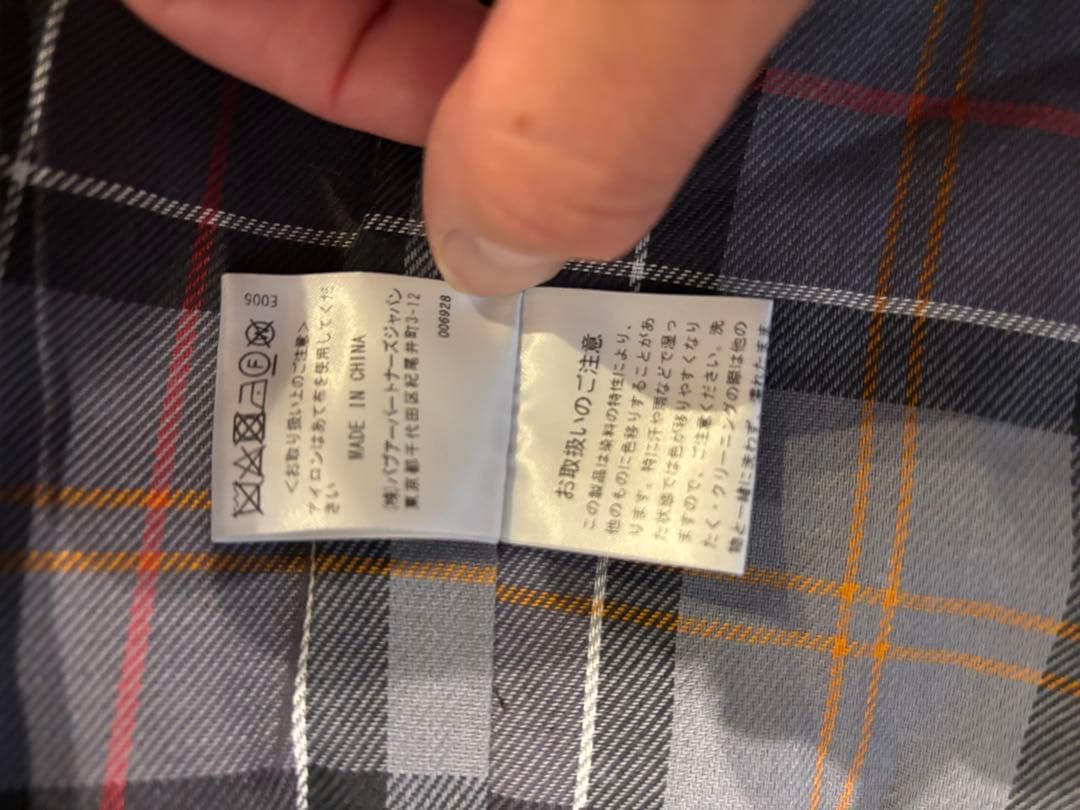 E005
<お取り扱い上のご注意>
アイロンはあて布を使用してくだ
さい
MADE IN CHINA
(株)バブアーパートナーズジャパン
東京都千代田区紀尾井町3-12
006928
お取扱いのご注意
この製品は染料の特性により、
他のものに色移りすることがあ
ります。特に汗や雨などで湿っ
た状態では色が移りやすくなり
ますので、ご注意ください。洗
たく・クリーニングの際は他の
物と一緒に洗わず、濡れたまま